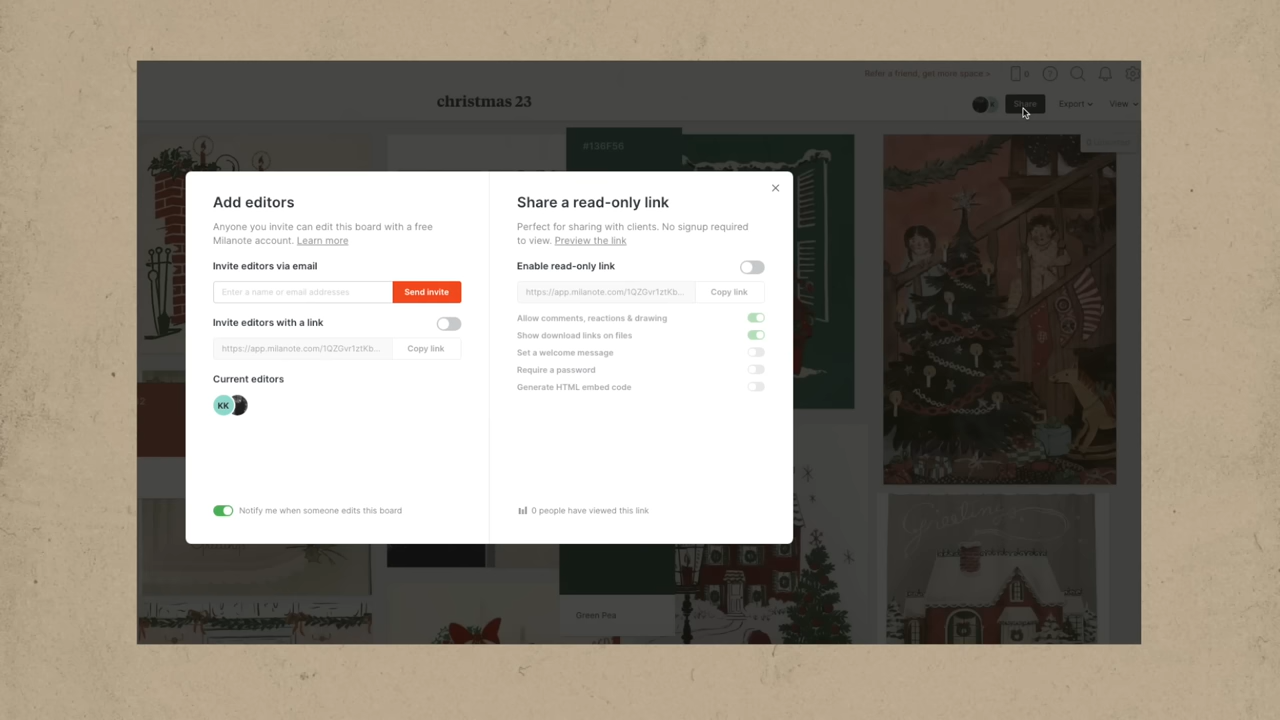 Refer a friend, get more space >
6
christmas 23
K
Share
Export
View
#136F56
Add editors
Anyone you invite can edit this board with a free
Milanote account. Learn more
Invite editors via email
Enter a name or email addresses
Send invite
Invite editors with a link
https://app.milanote.com/1QZGvr1ztKb...
Copy link
Current editors
KK
Notify me when someone edits this board
Share a read-only link
Perfect for sharing with clients. No signup required
to view. Preview the link
Enable read-only link
https://app.milanote.com/1QZGvr1ztKb...
Copy link
Allow comments, reactions & drawing
Show download links on files
Set a welcome message
Require a password
Generate HTML embed code
0 people have viewed this link
Green Pea